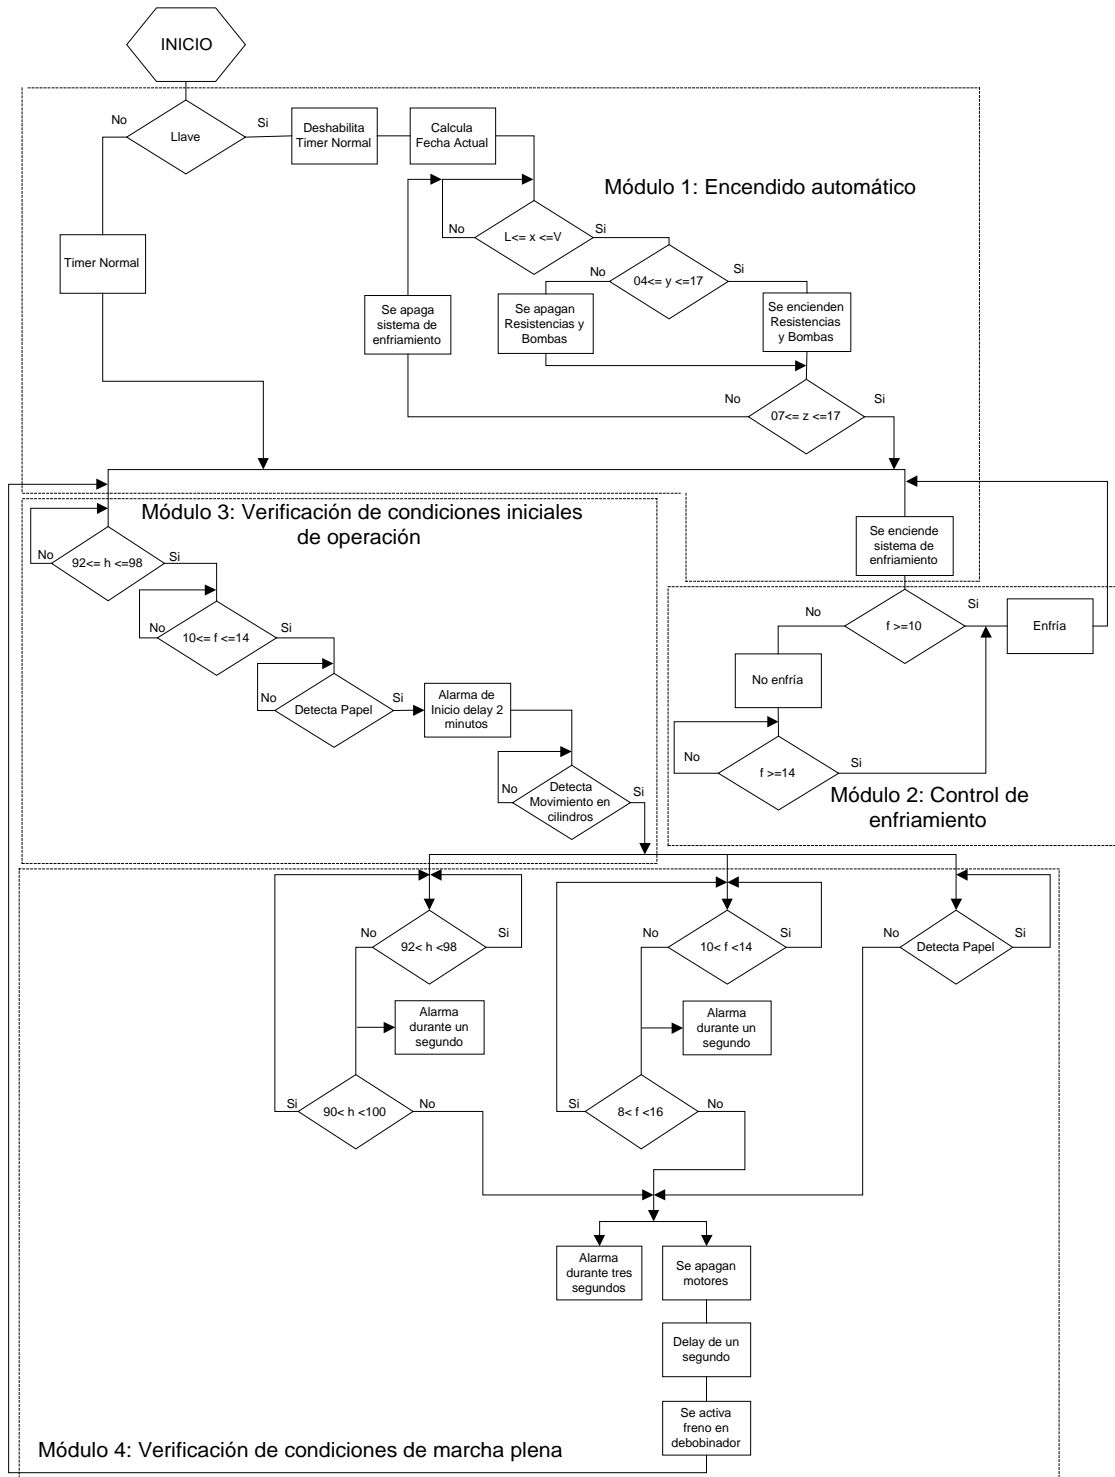 INICIO
No
Llave
Si
Deshabilita
Timer Normal
Calcula
Fecha Actual
Módulo 1: Encendido automático
Timer Normal
No
L<= x <=V
Si
No
04<= y <=17
Si
Se apaga
sistema de
enfriamiento
Se apagan
Resistencias y
Bombas
Se encienden
Resistencias
y Bombas
No
07<= z <=17
Si
Módulo 3: Verificación de condiciones iniciales
de operación
Se enciende
sistema de
enfriamiento
No
92<= h <=98
Si
No
10<= f <=14
Si
No
Detecta Papel
Si
Alarma de
Inicio delay 2
minutos
No
Detecta
Movimiento en
cilindros
Si
No
f >=10
Si
Enfría
No enfría
No
f >=14
Si
Módulo 2: Control de
enfriamiento
No
92< h <98
Si
No
10< f <14
Si
No
Detecta Papel
Si
Alarma
durante un
segundo
Alarma
durante un
segundo
Si
90< h <100
No
Si
8< f <16
No
Alarma
durante tres
segundos
Se apagan
motores
Delay de un
segundo
Se activa
freno en
debobinador
Módulo 4: Verificación de condiciones de marcha plena